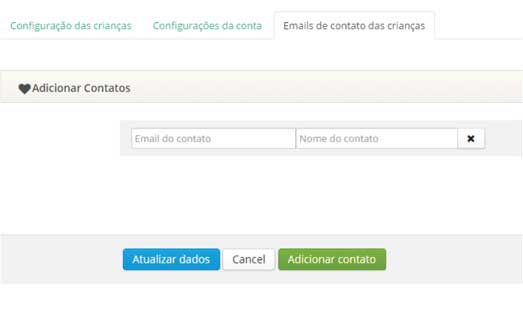 Configuração das crianças Configurações da conta Emails de contato das crianças
Adicionar Contatos
Email do contato Nome do contato
Atualizar dados Cancel Adicionar contato